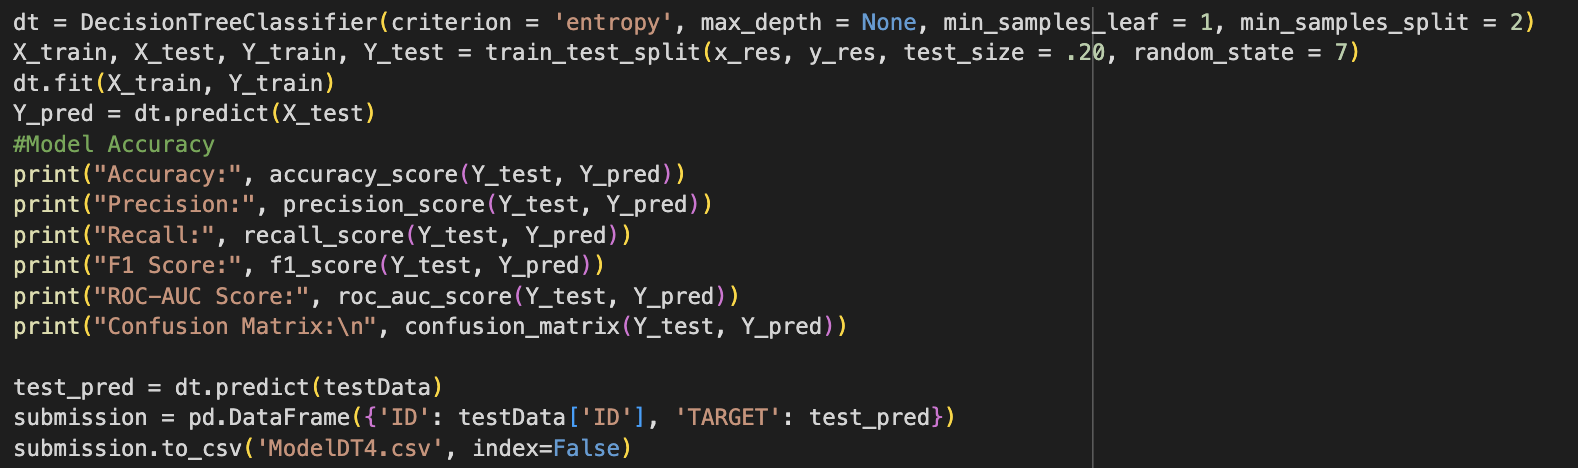 dt = DecisionTreeClassifier(criterion = 'entropy', max_depth = None, min_samples_leaf = 1, min_samples_split = 2)
X_train, X_test, Y_train, Y_test = train_test_split(x_res, y_res, test_size = .20, random_state = 7)
dt.fit(X_train, Y_train)
Y_pred = dt.predict(X_test)
#Model Accuracy
print("Accuracy:", accuracy_score(Y_test, Y_pred))
print("Precision:", precision_score(Y_test, Y_pred))
print("Recall:", recall_score(Y_test, Y_pred))
print("F1 Score:", f1_score(Y_test, Y_pred))
print("ROC-AUC Score:", roc_auc_score(Y_test, Y_pred))
print("Confusion Matrix:\n", confusion_matrix(Y_test, Y_pred))
test_pred = dt.predict(testData)
submission = pd.DataFrame({'ID': testData['ID'], 'TARGET': test_pred})
submission.to_csv('ModelDT4.csv', index=False)